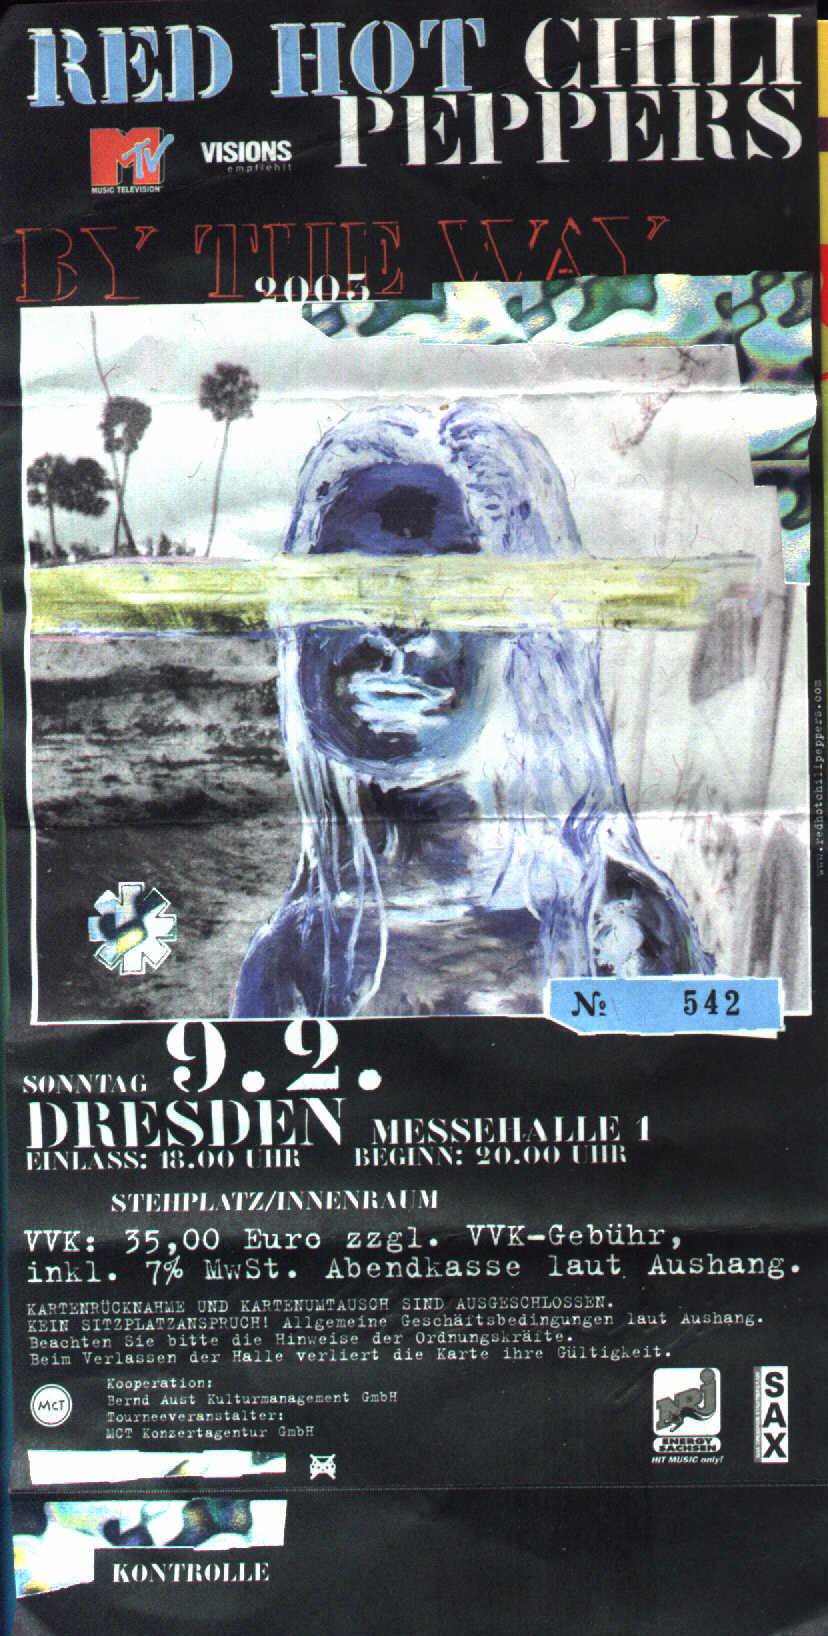 RED HOT CHILI
PEPPERS
MTV
MUSIC TELEVISION
VISIONS
empfiehlt
BY THE WAY
2003
www.redhotchilipeppers.com
№ 542
SONNTAG 9.2.
DRESDEN MESSEHALLE 1
EINLASS: 18.00 UHR BEGINN: 20.00 UHR
STEHPLATZ/INNENRAUM
VVK: 35,00 Euro zzgl. VVK-Gebühr,
inkl. 7% MwSt. Abendkasse laut Aushang.
KARTENRÜCKNAHME UND KARTENUMTAUSCH SIND AUSGESCHLOSSEN.
KEIN SITZPLATZANSPRUCH! Allgemeine Geschäftsbedingungen laut Aushang.
Beachten Sie bitte die Hinweise der Ordnungskräfte.
Beim Verlassen der Halle verliert die Karte ihre Gültigkeit.
MCT
Kooperation:
Bernd Aust Kulturmanagement GmbH
Tourneeveranstalter:
MCT Konzertagentur GmbH
NRJ
ENERGY
SACHSEN
HIT MUSIC only!
SAX
KONTROLLE